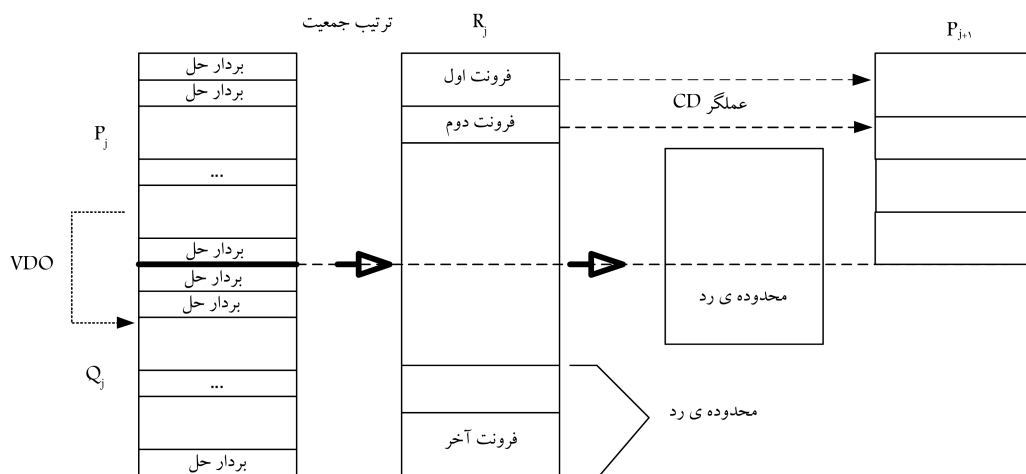 ترتیب جمعیت
R_j
P_{j+۱}
بردار حل
بردار حل
P_j
...
VDO
بردار حل
بردار حل
بردار حل
Q_j
...
بردار حل
فرونت اول
فرونت دوم
فرونت آخر
عملگر CD
محدوده ی رد
محدوده ی رد